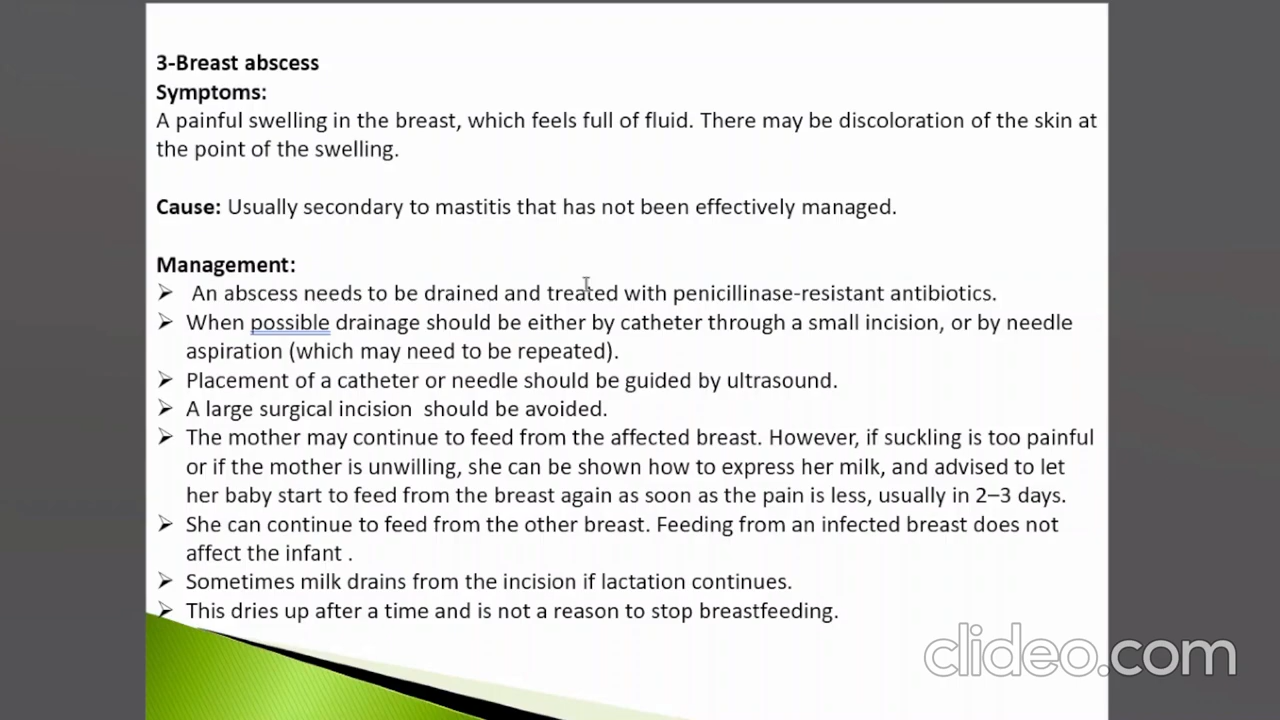 3-Breast abscess
Symptoms:
A painful swelling in the breast, which feels full of fluid. There may be discoloration of the skin at
the point of the swelling.
Cause: Usually secondary to mastitis that has not been effectively managed.
Management:
➢ An abscess needs to be drained and treated with penicillinase-resistant antibiotics.
➢ When possible drainage should be either by catheter through a small incision, or by needle
aspiration (which may need to be repeated).
➢ Placement of a catheter or needle should be guided by ultrasound.
➢ A large surgical incision should be avoided.
➢ The mother may continue to feed from the affected breast. However, if suckling is too painful
or if the mother is unwilling, she can be shown how to express her milk, and advised to let
her baby start to feed from the breast again as soon as the pain is less, usually in 2–3 days.
➢ She can continue to feed from the other breast. Feeding from an infected breast does not
affect the infant .
➢ Sometimes milk drains from the incision if lactation continues.
➢ This dries up after a time and is not a reason to stop breastfeeding.
clideo.com